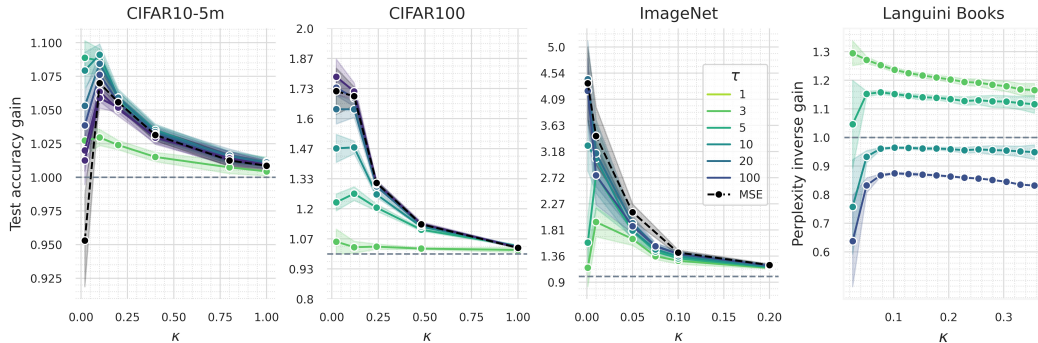 CIFAR10-5m
Test accuracy gain
1.100
1.075
1.050
1.025
1.000
0.975
0.950
0.925
0.00 0.25 0.50 0.75 1.00
κ
CIFAR100
2.0
1.87
1.73
1.6
1.47
1.33
1.2
1.07
0.93
0.8
0.00 0.25 0.50 0.75 1.00
κ
ImageNet
5.0
4.54
4.09
3.63
3.18
2.72
2.27
1.81
1.36
0.9
0.00 0.05 0.10 0.15 0.20
κ
τ
1
3
5
10
20
100
MSE
Languini Books
Perplexity inverse gain
1.3
1.2
1.1
1.0
0.9
0.8
0.7
0.6
0.1 0.2 0.3
κ